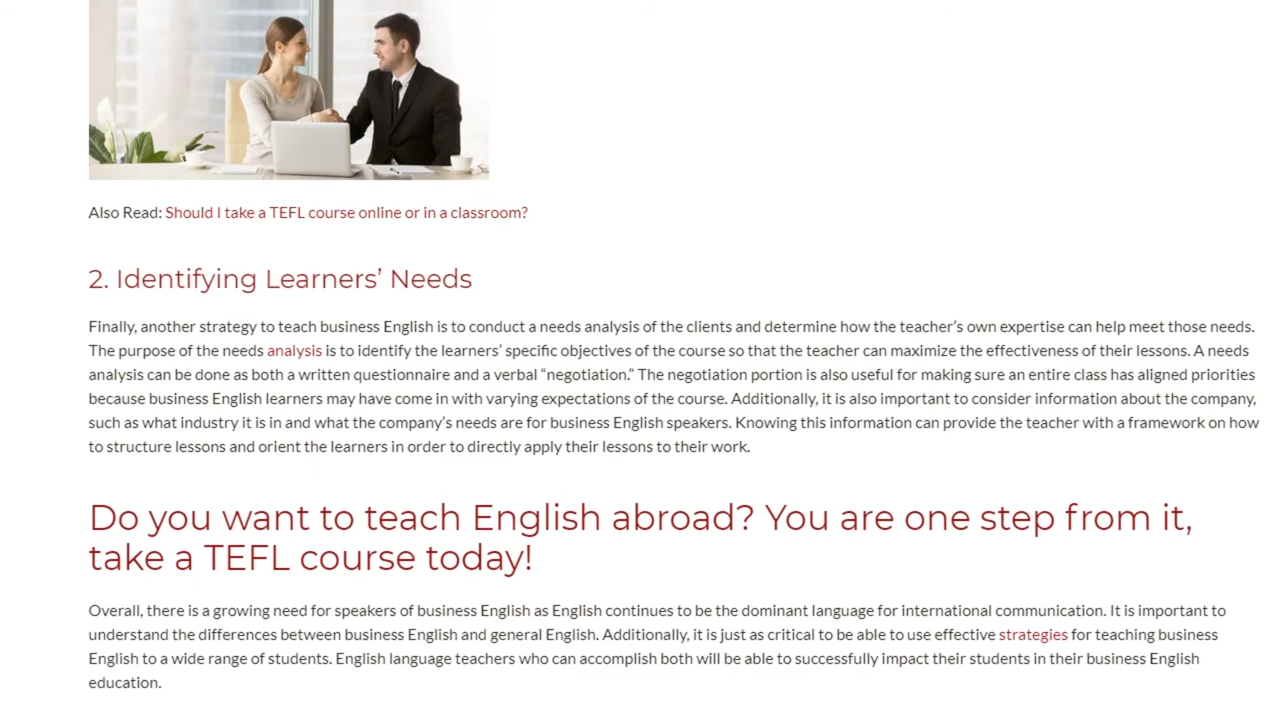 Also Read: Should I take a TEFL course online or in a classroom?
2. Identifying Learners’ Needs
Finally, another strategy to teach business English is to conduct a needs analysis of the clients and determine how the teacher’s own expertise can help meet those needs.
The purpose of the needs analysis is to identify the learners’ specific objectives of the course so that the teacher can maximize the effectiveness of their lessons. A needs
analysis can be done as both a written questionnaire and a verbal “negotiation.” The negotiation portion is also useful for making sure an entire class has aligned priorities
because business English learners may have come in with varying expectations of the course. Additionally, it is also important to consider information about the company,
such as what industry it is in and what the company’s needs are for business English speakers. Knowing this information can provide the teacher with a framework on how
to structure lessons and orient the learners in order to directly apply their lessons to their work.
Do you want to teach English abroad? You are one step from it,
take a TEFL course today!
Overall, there is a growing need for speakers of business English as English continues to be the dominant language for international communication. It is important to
understand the differences between business English and general English. Additionally, it is just as critical to be able to use effective strategies for teaching business
English to a wide range of students. English language teachers who can accomplish both will be able to successfully impact their students in their business English
education.